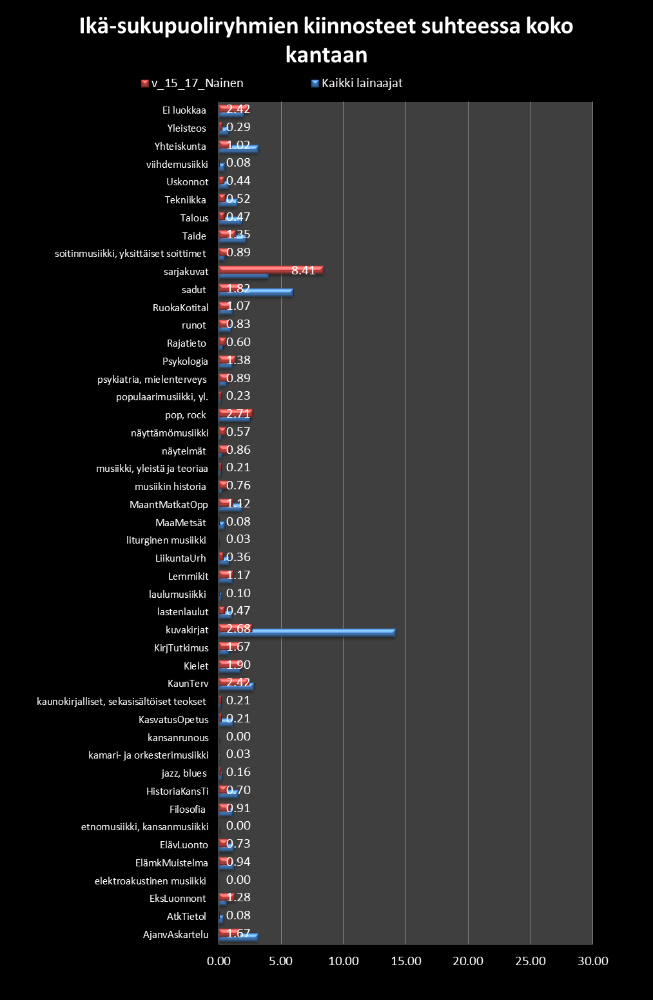 Ikä-sukupuoliryhmien kiinnosteet suhteessa koko
kantaan
v_15_17_Nainen Kaikki lainaajat
Ei luokkaa 2.42
Yleisteos 0.29
Yhteiskunta 1.02
viihdemusiikki 0.08
Uskonnot 0.44
Tekniikka 0.52
Talous 0.47
Taide 1.35
soitinmusiikki, yksittäiset soittimet 0.89
sarjakuvat 8.41
sadut 1.82
RuokaKotital 1.07
runot 0.83
Rajatieto 0.60
Psykologia 1.38
psykiatria, mielenterveys 0.89
populaarimusiikki, yl. 0.23
pop, rock 2.71
näyttämömusiikki 0.57
näytelmät 0.86
musiikki, yleistä ja teoriaa 0.21
musiikin historia 0.76
MaantMatkatOpp 1.12
MaaMetsät 0.08
liturginen musiikki 0.03
LiikuntaUrh 0.36
Lemmikit 1.17
laulumusiikki 0.10
lastenlaulut 0.47
kuvakirjat 2.68
KirjTutkimus 1.67
Kielet 1.90
KaunTerv 2.42
kaunokirjalliset, sekasisältöiset teokset 0.21
KasvatusOpetus 0.21
kansanrunous 0.00
kamari- ja orkesterimusiikki 0.03
jazz, blues 0.16
HistoriaKansTi 0.70
Filosofia 0.91
etnomusiikki, kansanmusiikki 0.00
ElävLuonto 0.73
ElämkMuistelma 0.94
elektroakustinen musiikki 0.00
EksLuonnont 1.28
AtkTietol 0.08
AjanvAskartelu 1.67
0.00 5.00 10.00 15.00 20.00 25.00 30.00